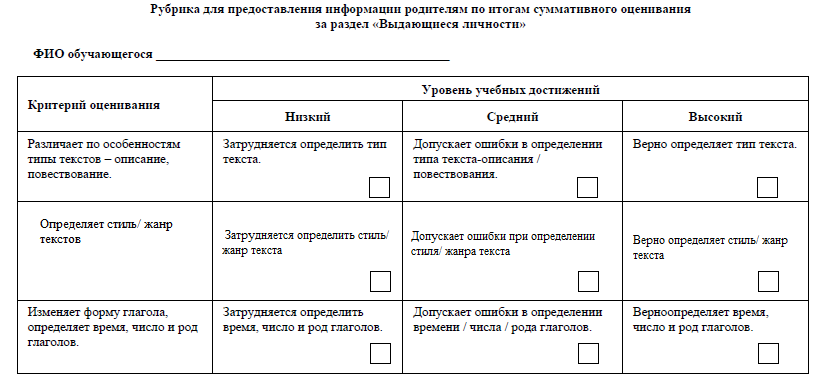 Рубрика для предоставления информации родителям по итогам суммативного оценивания
за раздел «Выдающиеся личности»
ФИО обучающегося ______________________________________________
Критерий оценивания
Уровень учебных достижений
Низкий
Средний
Высокий
Различает по особенностям
типы текстов – описание,
повествование.
Затрудняется определить тип
текста.
Допускает ошибки в определении
типа текста-описания /
повествования.
Верно определяет тип текста.
Определяет стиль/ жанр
текстов
Затрудняется определить стиль/
жанр текста
Допускает ошибки при определении
стиля/ жанра текста
Верно определяет стиль/ жанр
текста
Изменяет форму глагола,
определяет время, число и род
глаголов.
Затрудняется определить
время, число и род глаголов.
Допускает ошибки в определении
времени / числа / рода глаголов.
Верноопределяет время,
число и род глаголов.